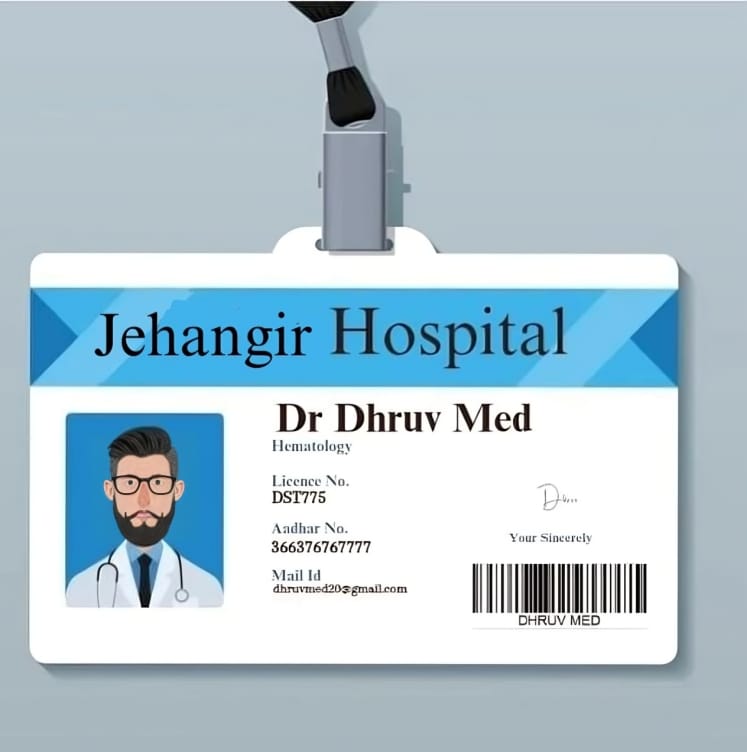 Jehangir Hospital
Dr Dhruv Med
Hematology
Licence No.
DST775
Aadhar No.
366376767777
Mail Id
dhruvmed20@gmail.com
Dhruv
Your Sincerely
DHRUV MED